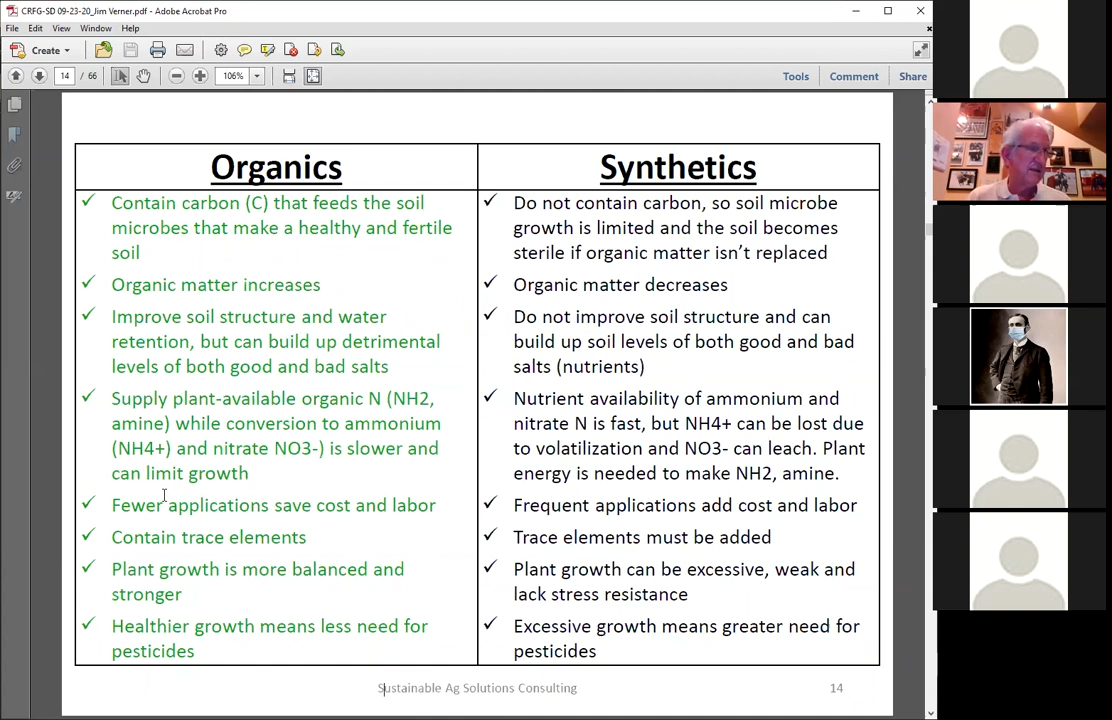 CRFG-SD 09-23-20_Jim Verner.pdf - Adobe Acrobat Pro
File Edit View Window Help
Create
14 / 66 106% Tools Comment Share
Organics
Contain carbon (C) that feeds the soil
microbes that make a healthy and fertile
soil
Organic matter increases
Improve soil structure and water
retention, but can build up detrimental
levels of both good and bad salts
Supply plant-available organic N (NH2,
amine) while conversion to ammonium
(NH4+) and nitrate NO3-) is slower and
can limit growth
Fewer applications save cost and labor
Contain trace elements
Plant growth is more balanced and
stronger
Healthier growth means less need for
pesticides
Synthetics
Do not contain carbon, so soil microbe
growth is limited and the soil becomes
sterile if organic matter isn't replaced
Organic matter decreases
Do not improve soil structure and can
build up soil levels of both good and bad
salts (nutrients)
Nutrient availability of ammonium and
nitrate N is fast, but NH4+ can be lost due
to volatilization and NO3- can leach. Plant
energy is needed to make NH2, amine.
Frequent applications add cost and labor
Trace elements must be added
Plant growth can be excessive, weak and
lack stress resistance
Excessive growth means greater need for
pesticides
Sustainable Ag Solutions Consulting
14